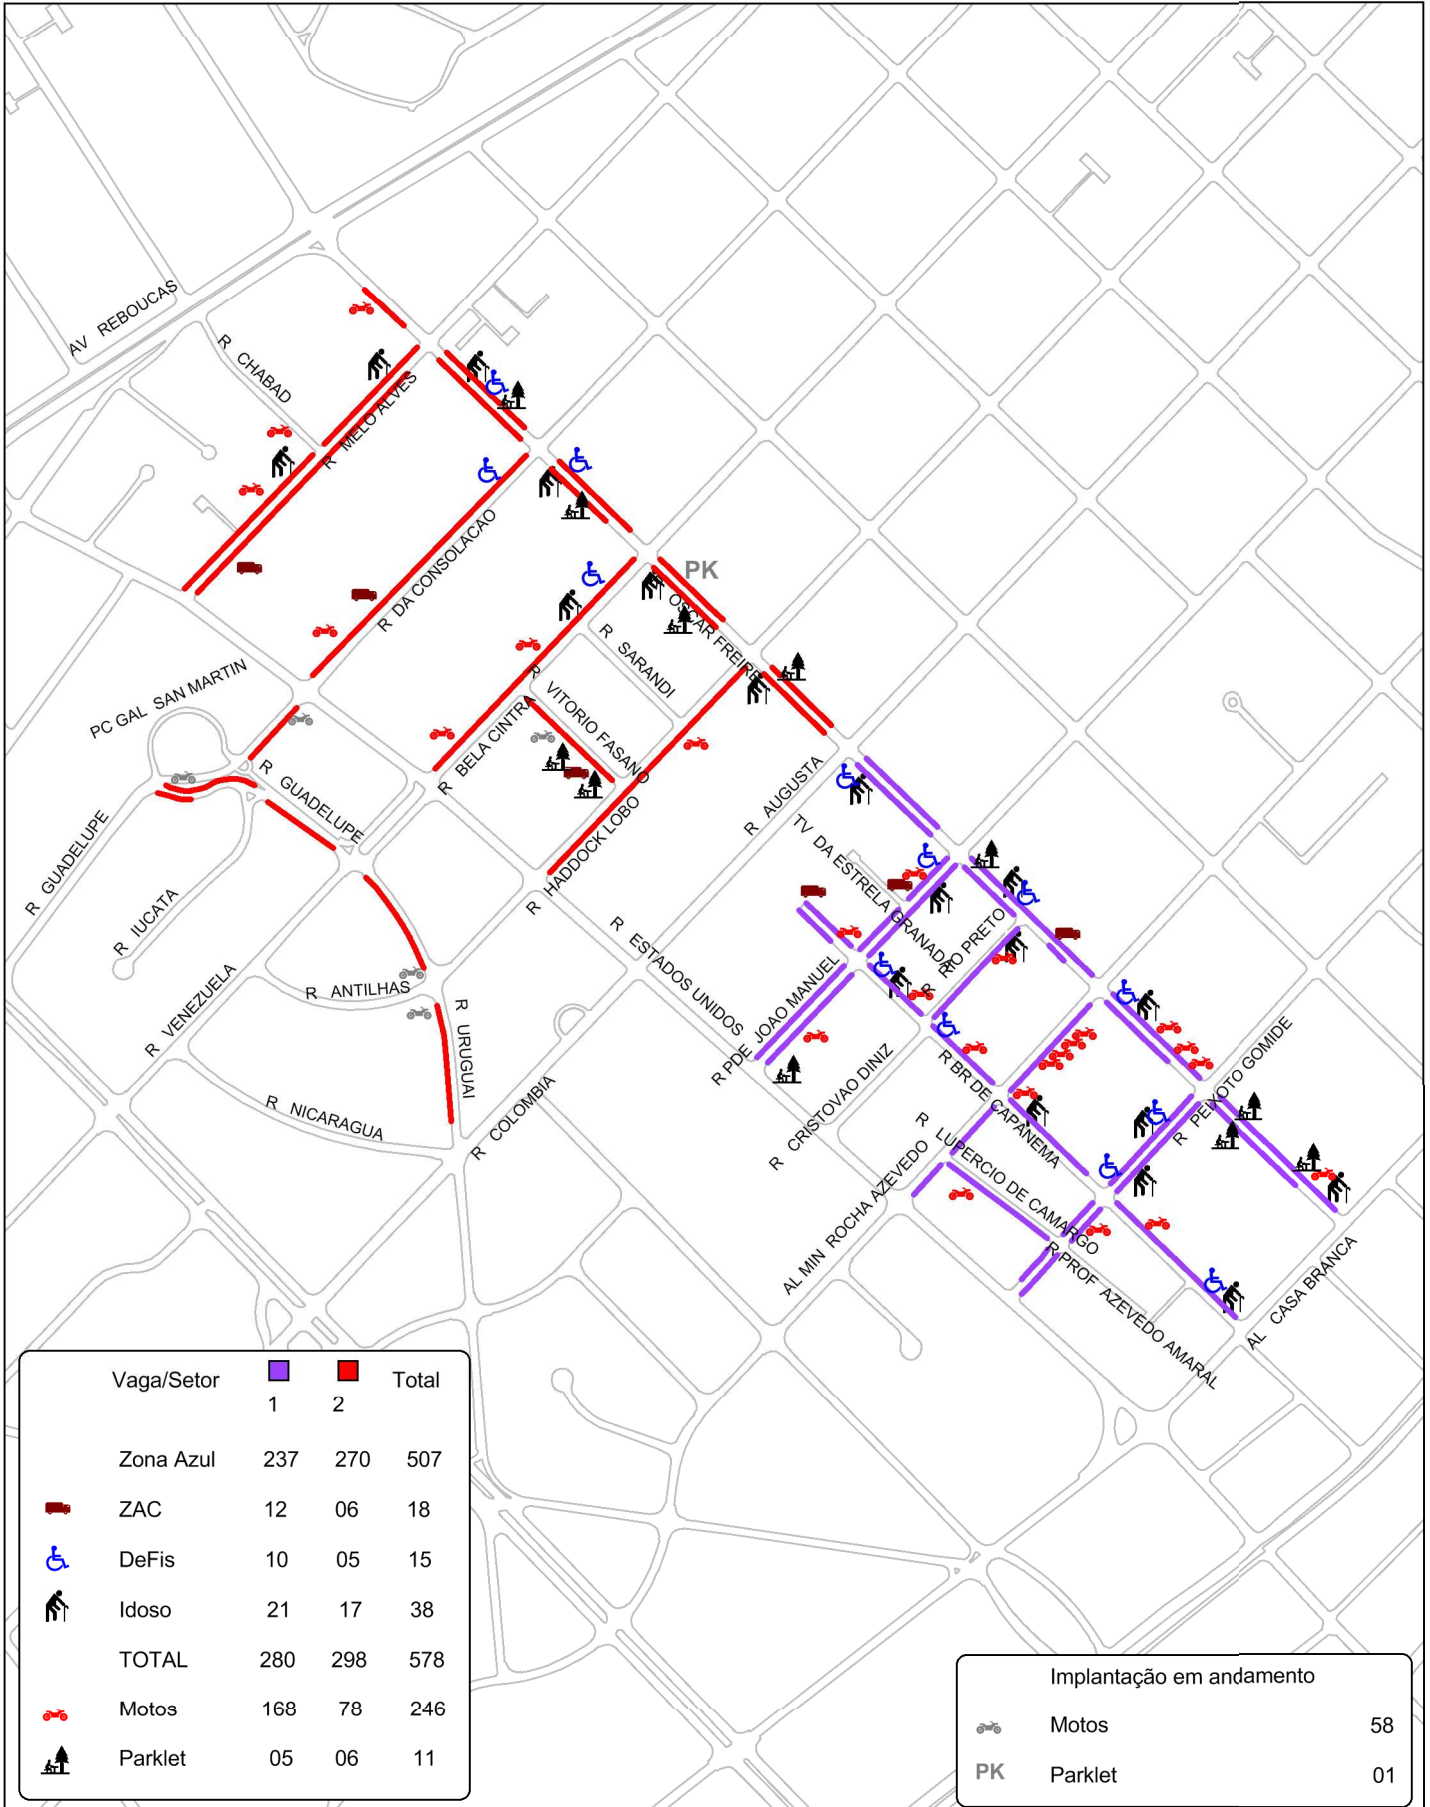 AV REBOUCAS
R CHABAD
R MELO ALVES
R DA CONSOLACAO
PK
OSCAR FREIRE
R SARANDI
R VITORIO FASANO
PC GAL SAN MARTIN
R BELA CINTRA
R GUADELUPE
R HADDOCK LOBO
R AUGUSTA
TV DA ESTRELA GRANADA
R GUADELUPE
R IUCATA
R VENEZUELA
R ANTILHAS
R URUGUAI
R ESTADOS UNIDOS
R PDE JOAO MANUEL
R RIO PRETO
R NICARAGUA
R COLOMBIA
R CRISTOVAO DINIZ
R BR DE CAPANEMA
R PEIXOTO GOMIDE
R LUPERCIO DE CAMARGO
AL MIN ROCHA AZEVEDO
R PROF AZEVEDO AMARAL
AL CASA BRANCA
Vaga/Setor 1 2 Total
Zona Azul 237 270 507
ZAC 12 06 18
DeFis 10 05 15
Idoso 21 17 38
TOTAL 280 298 578
Motos 168 78 246
Parklet 05 06 11
Implantação em andamento
Motos 58
PK Parklet 01